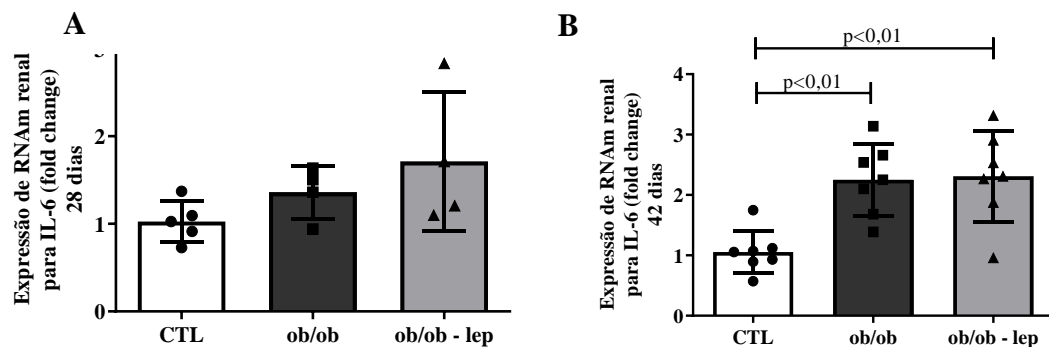 A
Expressão de RNAm renal
para IL-6 (fold change)
28 dias
2
1
0
CTL
ob/ob
ob/ob - lep
B
p<0,01
p<0,01
Expressão de RNAm renal
para IL-6 (fold change)
42 dias
4
3
2
1
0
CTL
ob/ob
ob/ob - lep